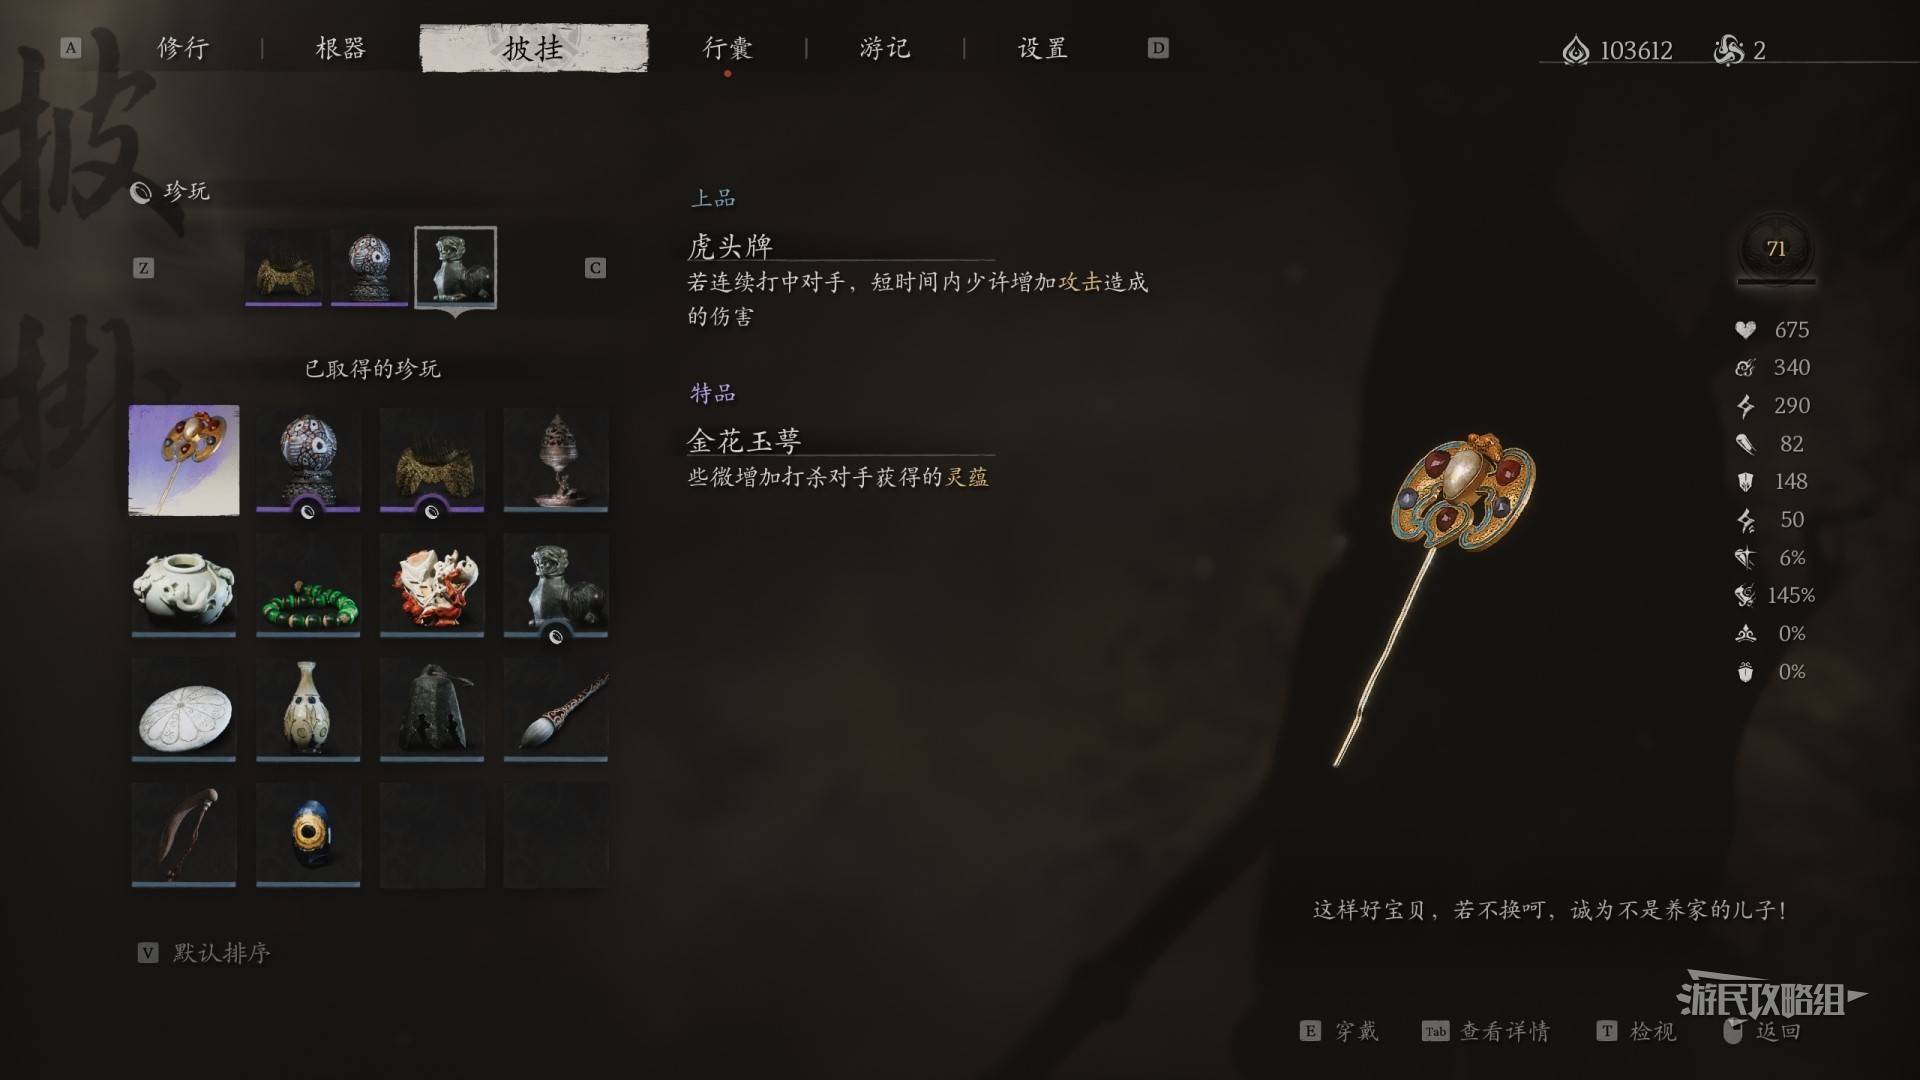 A 修行 根器 披挂 行囊 游记 设置 D 103612 2
披挂
珍玩
Z C
已取得的珍玩
V 默认排序
上品
虎头牌
若连续打中对手，短时间内少许增加攻击造成
的伤害
特品
金花玉萼
些微增加打杀对手获得的灵蕴
71
675
340
290
82
148
50
6%
145%
0%
0%
这样好宝贝，若不换呵，诚为不是养家的儿子！
游民攻略组
E 穿戴 Tab 查看详情 T 检视 返回